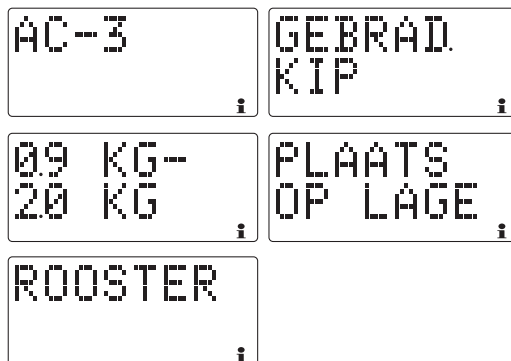 AC-3
GEBRAD.
KIP
0.9 KG-
2.0 KG
PLAATS
OP LAGE
ROOSTER